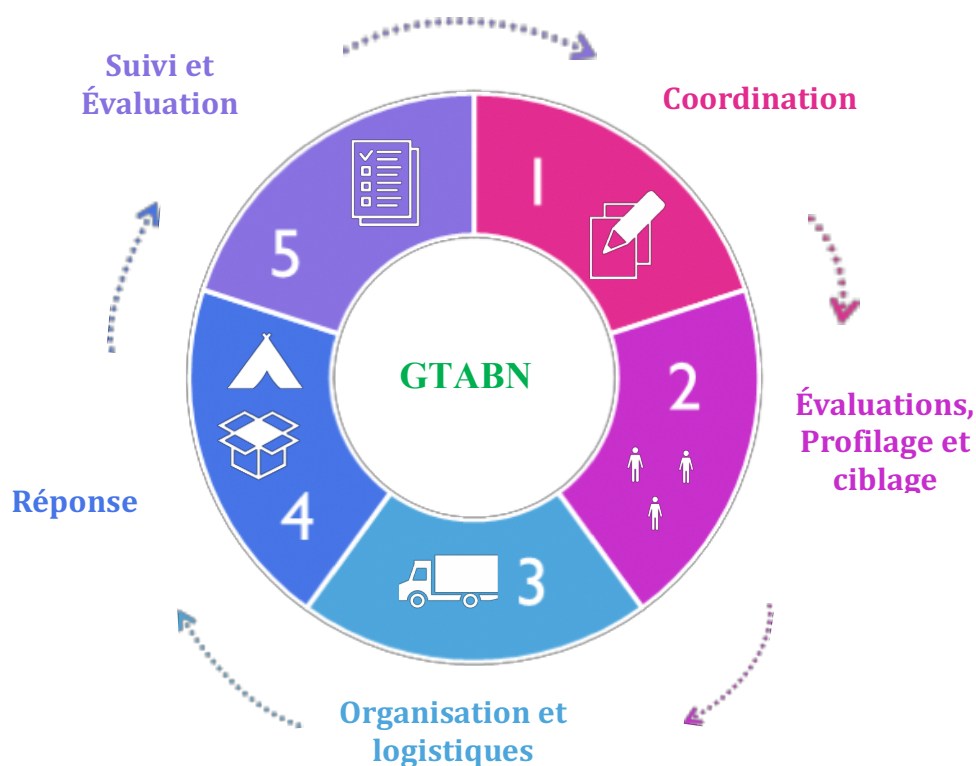 Coordination
1
2
Évaluations,
Profilage et
ciblage
3
Organisation et
logistiques
4
Réponse
5
Suivi et
Évaluation
GTABN